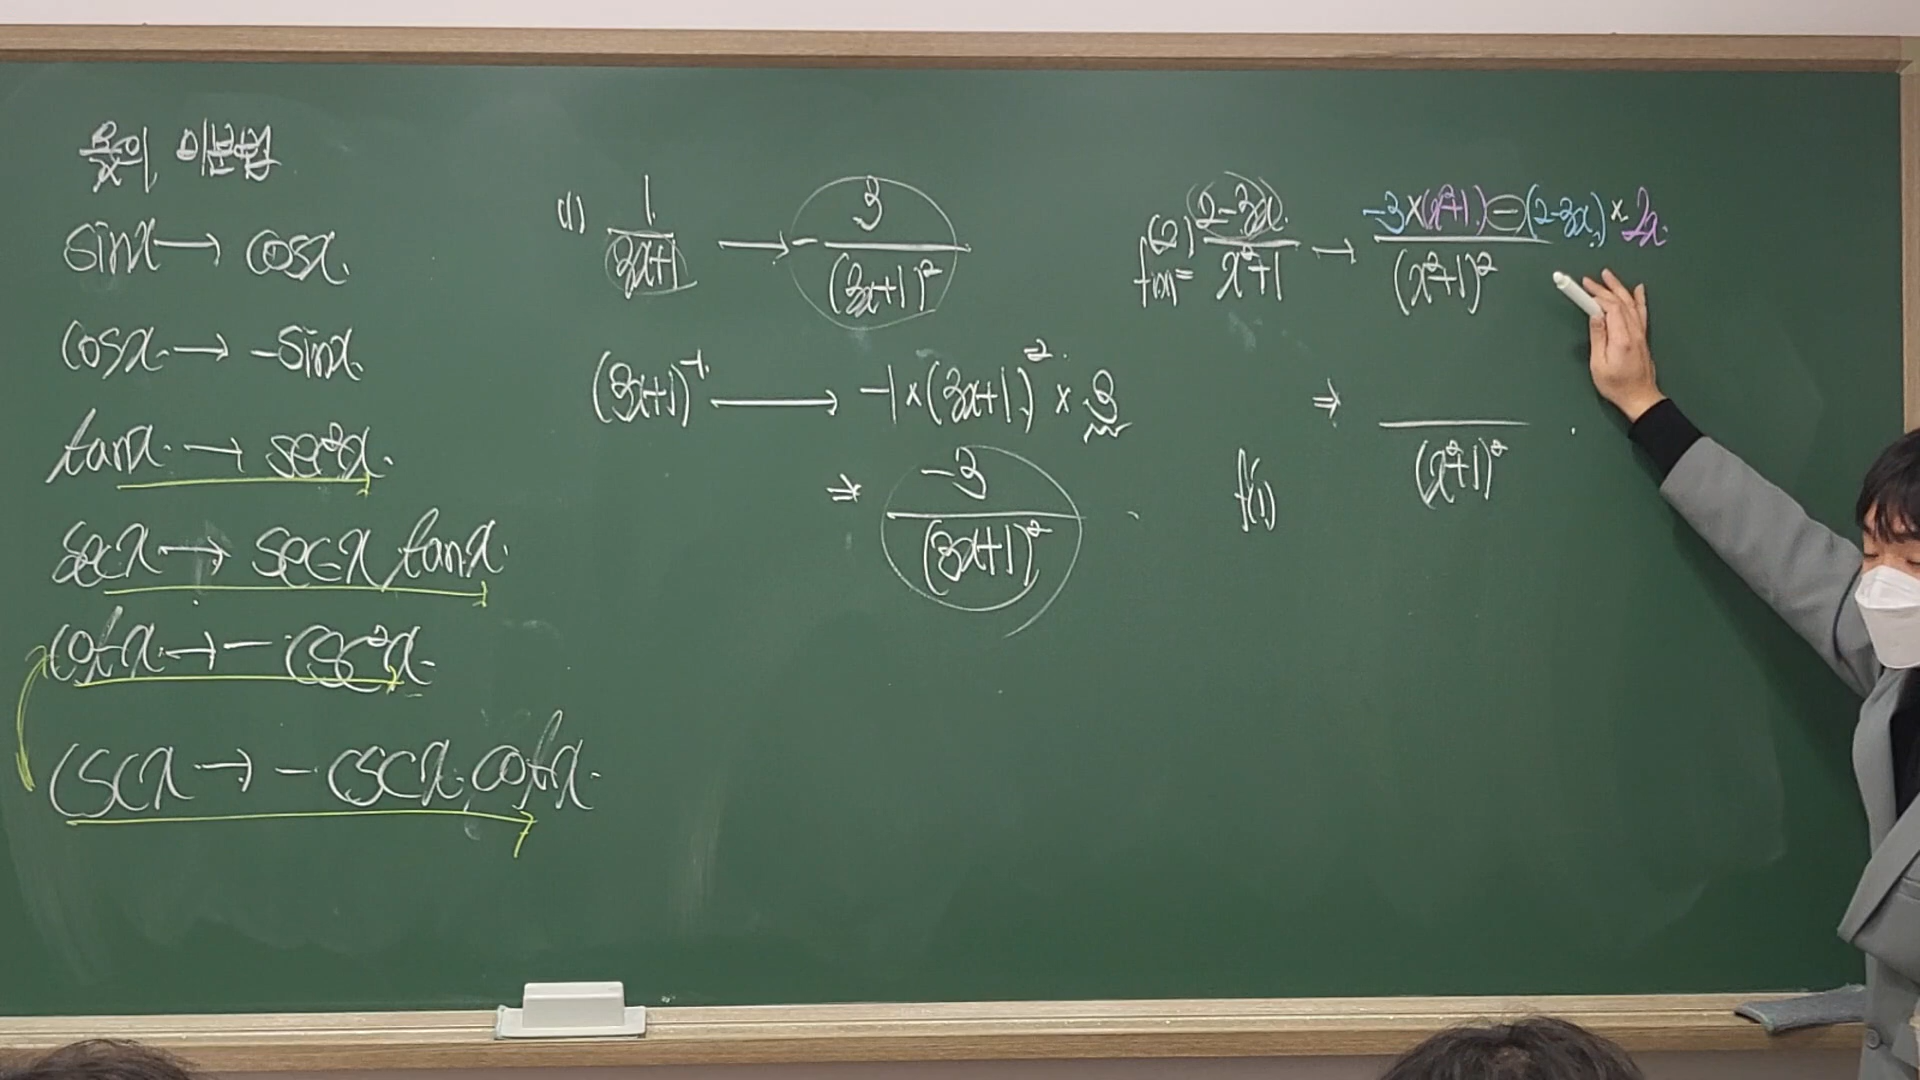 몫의 미분법
sinx → cosx.
cosx. → -sinx.
tanx. → sec²x.
secx → secx tanx.
cotx → - csc²x.
cscx → - cscx.cotx.
(1) 1/(3x+1) → - 3/(3x+1)²
(3x+1)⁻¹ → -1×(3x+1)⁻² × 3
⇒ -3/(3x+1)²
(2) f(x)= (2-3x)/(x²+1) → (-3×(x²+1)-(2-3x)×2x)/(x²+1)²
⇒ /(x²+1)²
f'(1)